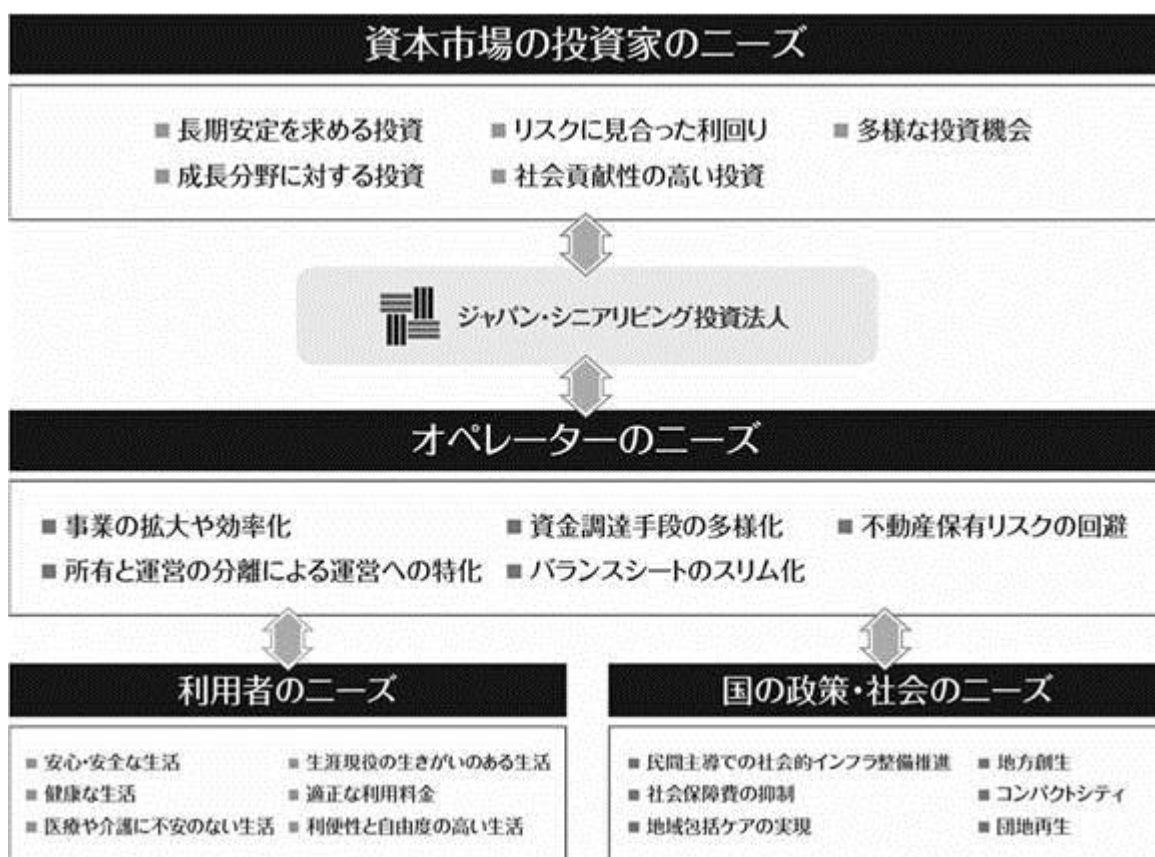 資本市場の投資家のニーズ
■ 長期安定を求める投資 ■ リスクに見合った利回り ■ 多様な投資機会
■ 成長分野に対する投資 ■ 社会貢献性の高い投資
ジャパン・シニアリビング投資法人
オペレーターのニーズ
■ 事業の拡大や効率化 ■ 資金調達手段の多様化 ■ 不動産保有リスクの回避
■ 所有と運営の分離による運営への特化 ■ バランスシートのスリム化
利用者のニーズ
■ 安心・安全な生活 ■ 生涯現役の生きがいのある生活
■ 健康な生活 ■ 適正な利用料金
■ 医療や介護に不安のない生活 ■ 利便性と自由度の高い生活
国の政策・社会のニーズ
■ 民間主導での社会的インフラ整備推進 ■ 地方創生
■ 社会保障費の抑制 ■ コンパクトシティ
■ 地域包括ケアの実現 ■ 団地再生